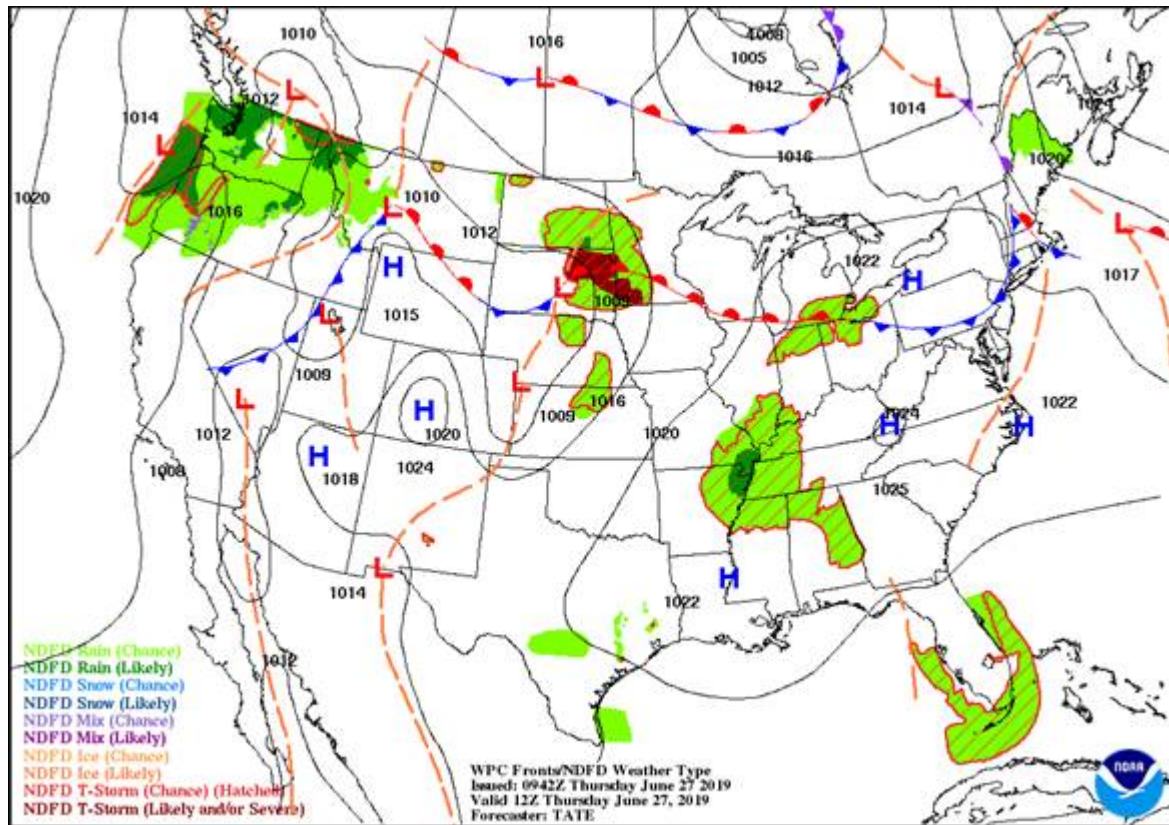 1010
1016
1008
1005
1012
1012
1014
1014
1024
1016
1020
1020
1010
1016
1012
1022
1017
1009
1015
1009
1009
1016
1022
1012
1020
1020
1024
1008
1018
1024
1025
1014
1022
1012
NDFD Rain (Chance)
NDFD Rain (Likely)
NDFD Snow (Chance)
NDFD Snow (Likely)
NDFD Mix (Chance)
NDFD Mix (Likely)
NDFD Ice (Chance)
NDFD Ice (Likely)
NDFD T-Storm (Chance) (Hatched)
NDFD T-Storm (Likely and/or Severe)
WPC Fronts/NDFD Weather Type
Issued: 0942Z Thursday June 27 2019
Valid 12Z Thursday June 27, 2019
Forecaster: TATE
L
L
L
L
L
L
L
L
L
L
L
H
H
H
H
H
H
H
NOAA